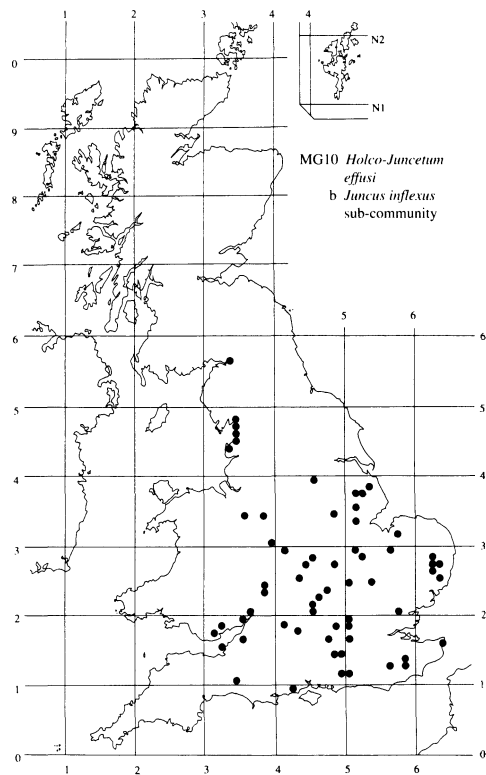 1 2 3 4
4
N2
N1
0
9
8
7
MG10 Holco-Juncetum
effusi
b Juncus inflexus
sub-community
5 6
6 6
5 5
4 4
3 3
2 2
1 1
0 0
1 2 3 4 5 6